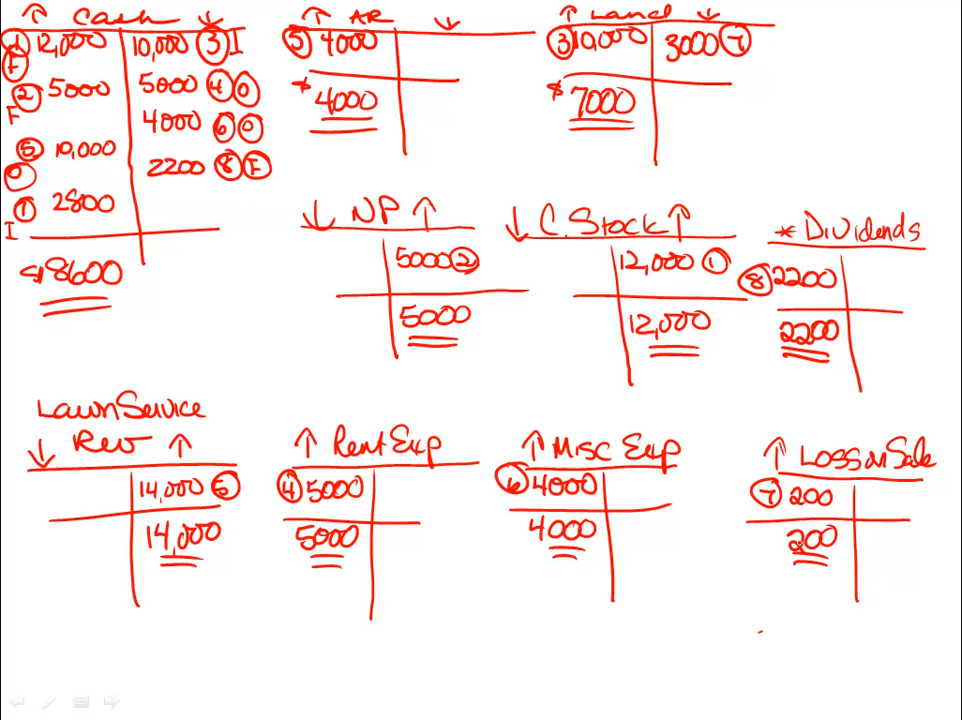 ↑ Cash ↓
① 12,000 10,000 ③ I
F
② 5000 5000 ④ O
F
4000 ⑥ O
⑤ 10,000
O
2200 ⑧ F
⑦ 2800
I
$8600
↑ AR ↓
⑤ 4000
$ 4000
↑ Land ↓
③ 10,000 3000 ⑦
$ 7000
↓ NP ↑
5000 ②
5000
↓ C. Stock ↑
12,000 ①
12,000
* Dividends
⑧ 2200
2200
Lawn Service
↓ Rev ↑
14,000 ⑤
14,000
↑ Rent Exp
④ 5000
5000
↑ Misc Exp
⑥ 4000
4000
↑ Loss on Sale
⑦ 200
200